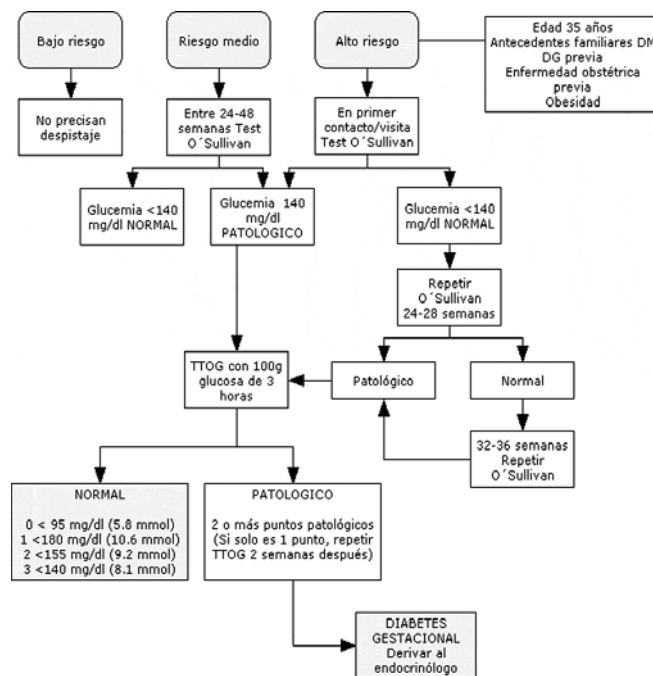 Bajo riesgo
Riesgo medio
Alto riesgo
Edad 35 años
Antecedentes familiares DM
DG previa
Enfermedad obstétrica
previa
Obesidad
No precisan
despistaje
Entre 24-48
semanas Test
O´Sullivan
En primer
contacto/visita
Test O´Sullivan
Glucemia <140
mg/dl NORMAL
Glucemia 140
mg/dl
PATOLOGICO
Glucemia <140
mg/dl NORMAL
Repetir
O´Sullivan
24-28 semanas
TTOG con 100g
glucosa de 3
horas
Patológico
Normal
32-36 semanas
Repetir
O´Sullivan
NORMAL
0 < 95 mg/dl (5.8 mmol)
1 <180 mg/dl (10.6 mmol)
2 <155 mg/dl (9.2 mmol)
3 <140 mg/dl (8.1 mmol)
PATOLOGICO
2 o más puntos patológicos
(Si solo es 1 punto, repetir
TTOG 2 semanas después)
DIABETES
GESTACIONAL
Derivar al
endocrinólogo